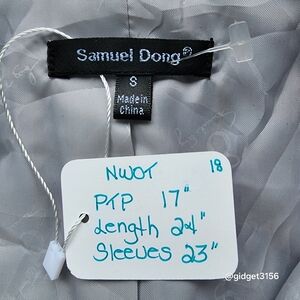 Samuel Dong®
S
Made in
China
NWOT 18
PTP 17"
Length 24"
Sleeves 23"
@gidget3156